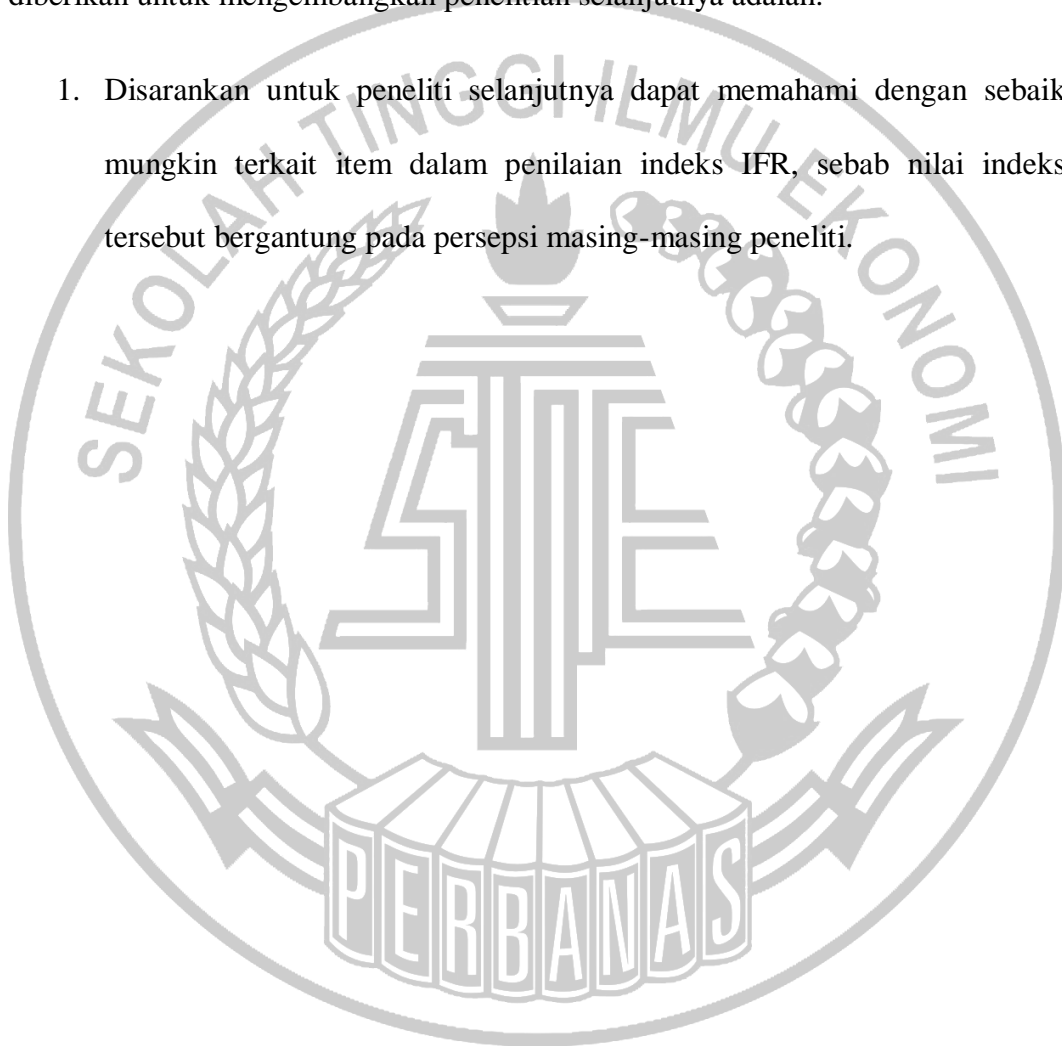 diberikan untuk mengembangkan penelitian selanjutnya adalah:
1. Disarankan untuk peneliti selanjutnya dapat memahami dengan sebaik
mungkin terkait item dalam penilaian indeks IFR, sebab nilai indeks
tersebut bergantung pada persepsi masing-masing peneliti.
SEKOLAH TINGGI ILMU EKONOMI
STIE
PERBANAS